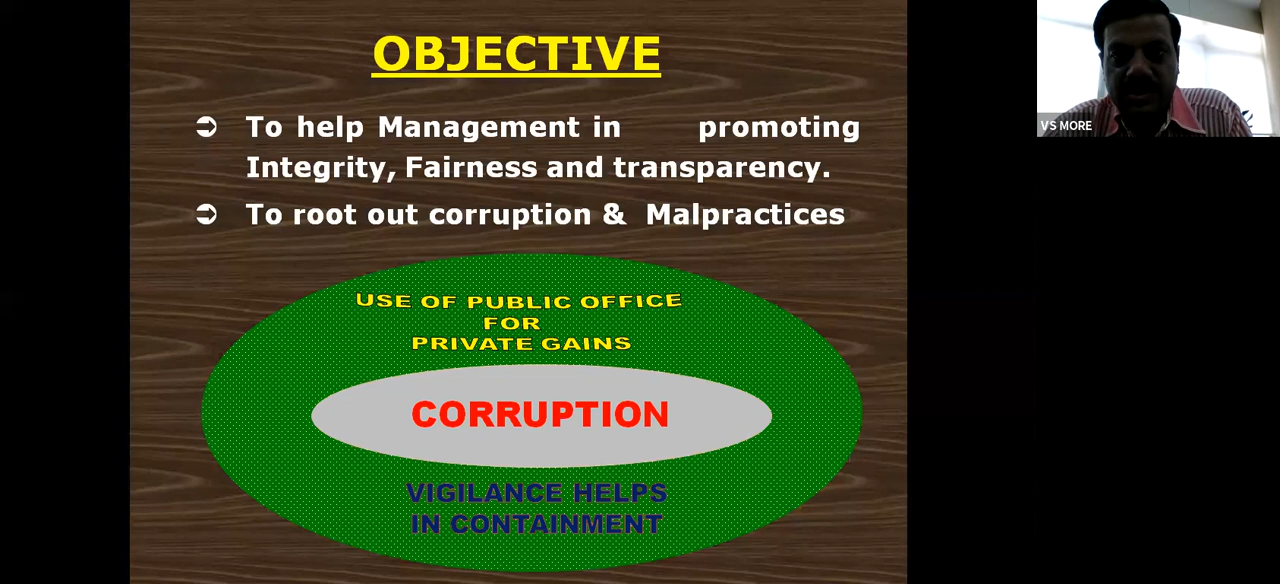 OBJECTIVE
➲ To help Management in promoting
Integrity, Fairness and transparency.
➲ To root out corruption & Malpractices
USE OF PUBLIC OFFICE
FOR
PRIVATE GAINS
CORRUPTION
VIGILANCE HELPS
IN CONTAINMENT
VS MORE